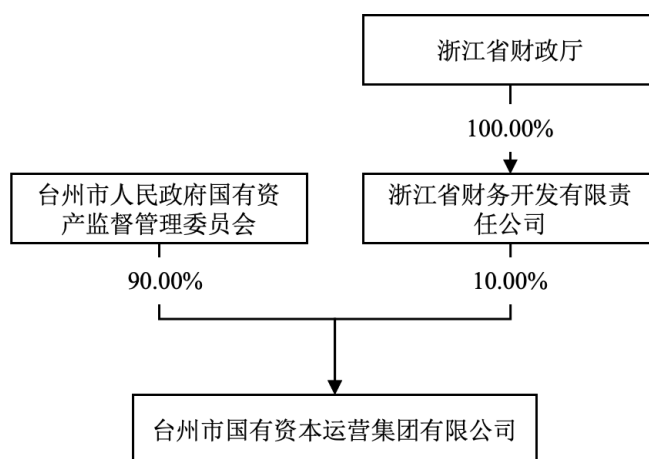 浙江省财政厅
100.00%
台州市人民政府国有资
产监督管理委员会
浙江省财务开发有限责
任公司
90.00%
10.00%
台州市国有资本运营集团有限公司